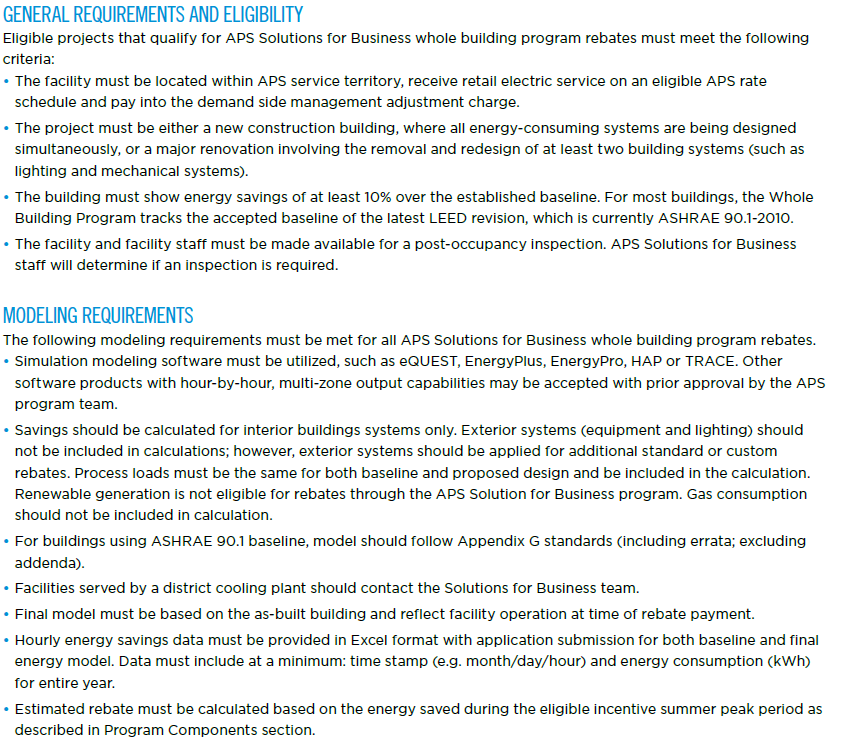 GENERAL REQUIREMENTS AND ELIGIBILITY
Eligible projects that qualify for APS Solutions for Business whole building program rebates must meet the following
criteria:
• The facility must be located within APS service territory, receive retail electric service on an eligible APS rate
schedule and pay into the demand side management adjustment charge.
• The project must be either a new construction building, where all energy-consuming systems are being designed
simultaneously, or a major renovation involving the removal and redesign of at least two building systems (such as
lighting and mechanical systems).
• The building must show energy savings of at least 10% over the established baseline. For most buildings, the Whole
Building Program tracks the accepted baseline of the latest LEED revision, which is currently ASHRAE 90.1-2010.
• The facility and facility staff must be made available for a post-occupancy inspection. APS Solutions for Business
staff will determine if an inspection is required.
MODELING REQUIREMENTS
The following modeling requirements must be met for all APS Solutions for Business whole building program rebates.
• Simulation modeling software must be utilized, such as eQUEST, EnergyPlus, EnergyPro, HAP or TRACE. Other
software products with hour-by-hour, multi-zone output capabilities may be accepted with prior approval by the APS
program team.
• Savings should be calculated for interior buildings systems only. Exterior systems (equipment and lighting) should
not be included in calculations; however, exterior systems should be applied for additional standard or custom
rebates. Process loads must be the same for both baseline and proposed design and be included in the calculation.
Renewable generation is not eligible for rebates through the APS Solution for Business program. Gas consumption
should not be included in calculation.
• For buildings using ASHRAE 90.1 baseline, model should follow Appendix G standards (including errata; excluding
addenda).
• Facilities served by a district cooling plant should contact the Solutions for Business team.
• Final model must be based on the as-built building and reflect facility operation at time of rebate payment.
• Hourly energy savings data must be provided in Excel format with application submission for both baseline and final
energy model. Data must include at a minimum: time stamp (e.g. month/day/hour) and energy consumption (kWh)
for entire year.
• Estimated rebate must be calculated based on the energy saved during the eligible incentive summer peak period as
described in Program Components section.